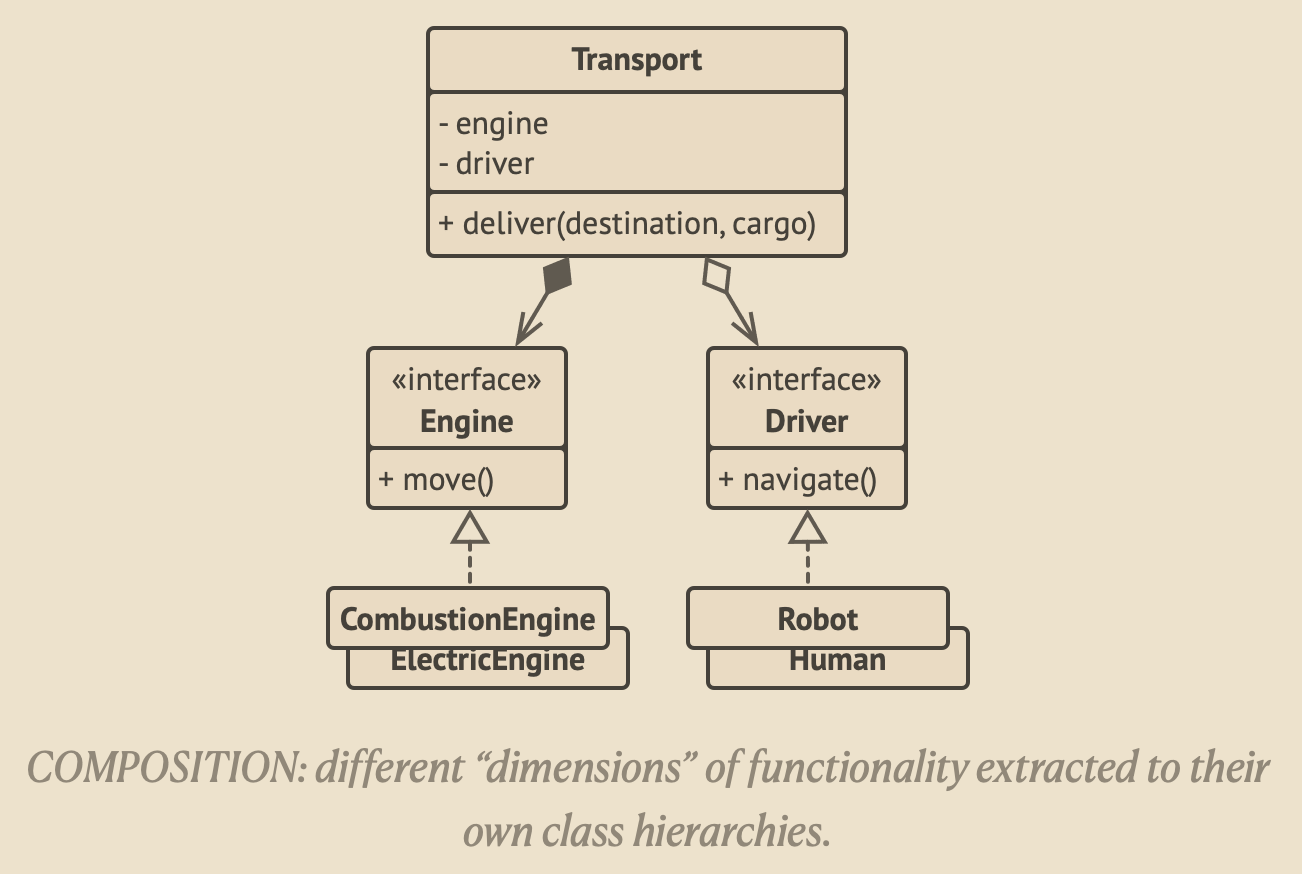 Transport
- engine
- driver
+ deliver(destination, cargo)
«interface»
Engine
+ move()
«interface»
Driver
+ navigate()
CombustionEngine
ElectricEngine
Robot
Human
COMPOSITION: different “dimensions” of functionality extracted to their
own class hierarchies.